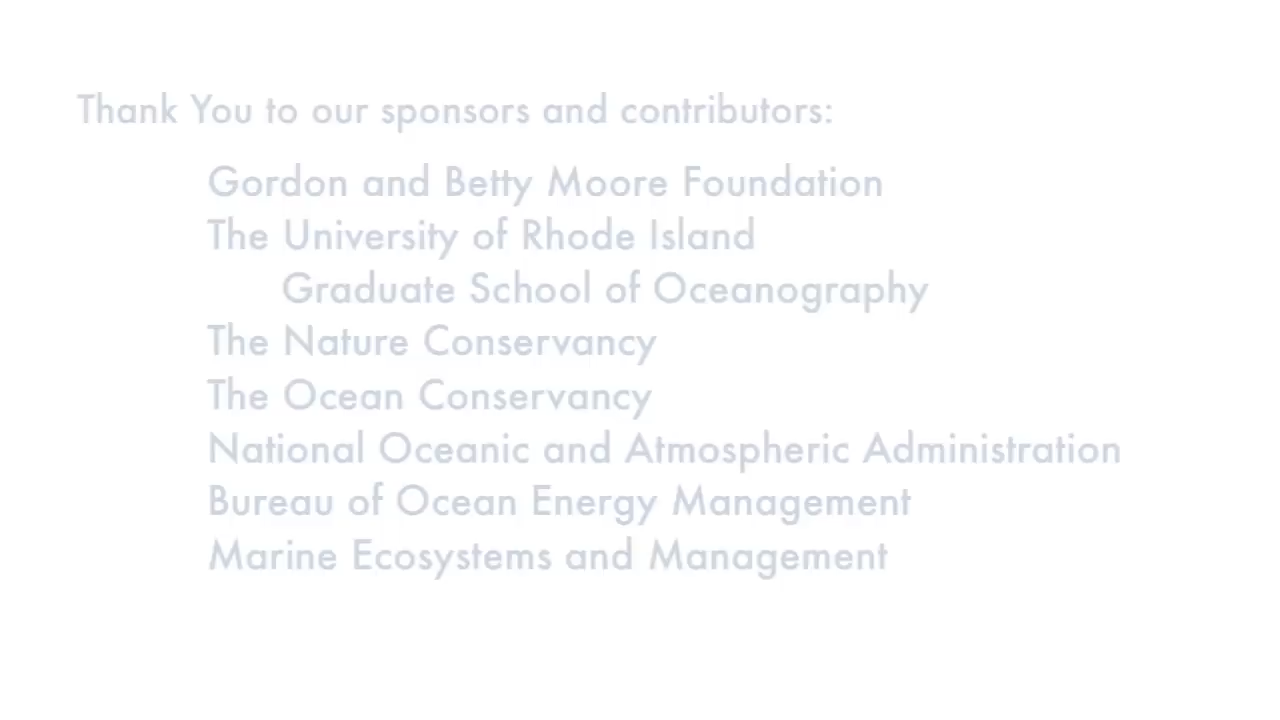 Thank You to our sponsors and contributors:
Gordon and Betty Moore Foundation
The University of Rhode Island
Graduate School of Oceanography
The Nature Conservancy
The Ocean Conservancy
National Oceanic and Atmospheric Administration
Bureau of Ocean Energy Management
Marine Ecosystems and Management